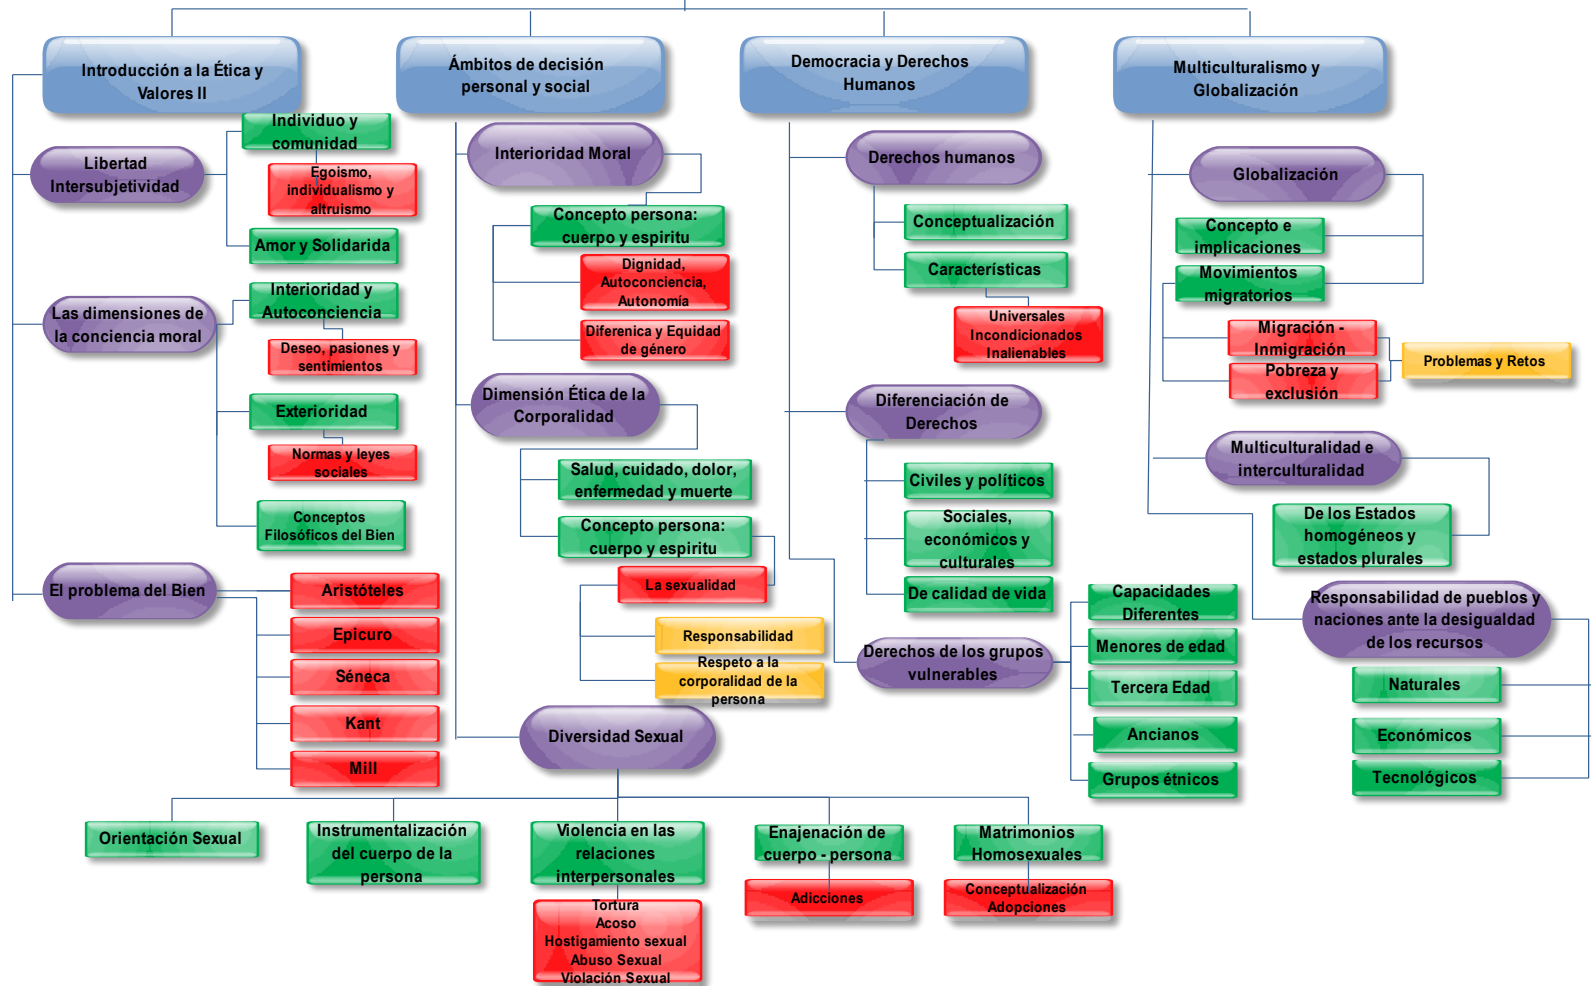 Introducción a la Ética y
Valores II
Libertad
Intersubjetividad
Individuo y
comunidad
Egoismo,
individualismo y
altruismo
Amor y Solidarida
Las dimensiones de
la conciencia moral
Interioridad y
Autoconciencia
Deseo, pasiones y
sentimientos
Exterioridad
Normas y leyes
sociales
Conceptos
Filosóficos del Bien
El problema del Bien
Aristóteles
Epicuro
Séneca
Kant
Mill
Ámbitos de decisión
personal y social
Interioridad Moral
Concepto persona:
cuerpo y espiritu
Dignidad,
Autoconciencia,
Autonomía
Diferenica y Equidad
de género
Dimensión Ética de la
Corporalidad
Salud, cuidado, dolor,
enfermedad y muerte
Concepto persona:
cuerpo y espiritu
La sexualidad
Responsabilidad
Respeto a la
corporalidad de la
persona
Diversidad Sexual
Orientación Sexual
Instrumentalización
del cuerpo de la
persona
Violencia en las
relaciones
interpersonales
Tortura
Acoso
Hostigamiento sexual
Abuso Sexual
Violación Sexual
Enajenación de
cuerpo - persona
Adicciones
Matrimonios
Homosexuales
Conceptualización
Adopciones
Democracia y Derechos
Humanos
Derechos humanos
Conceptualización
Característícas
Universales
Incondicionados
Inalienables
Diferenciación de
Derechos
Civiles y políticos
Sociales,
económicos y
culturales
De calidad de vida
Derechos de los grupos
vulnerables
Capacidades
Diferentes
Menores de edad
Tercera Edad
Ancianos
Grupos étnicos
Multiculturalismo y
Globalización
Globalización
Concepto e
implicaciones
Movimientos
migratorios
Migración -
Inmigración
Pobreza y
exclusión
Problemas y Retos
Multiculturalidad e
interculturalidad
De los Estados
homogéneos y
estados plurales
Responsabilidad de pueblos y
naciones ante la desigualdad
de los recursos
Naturales
Económicos
Tecnológicos